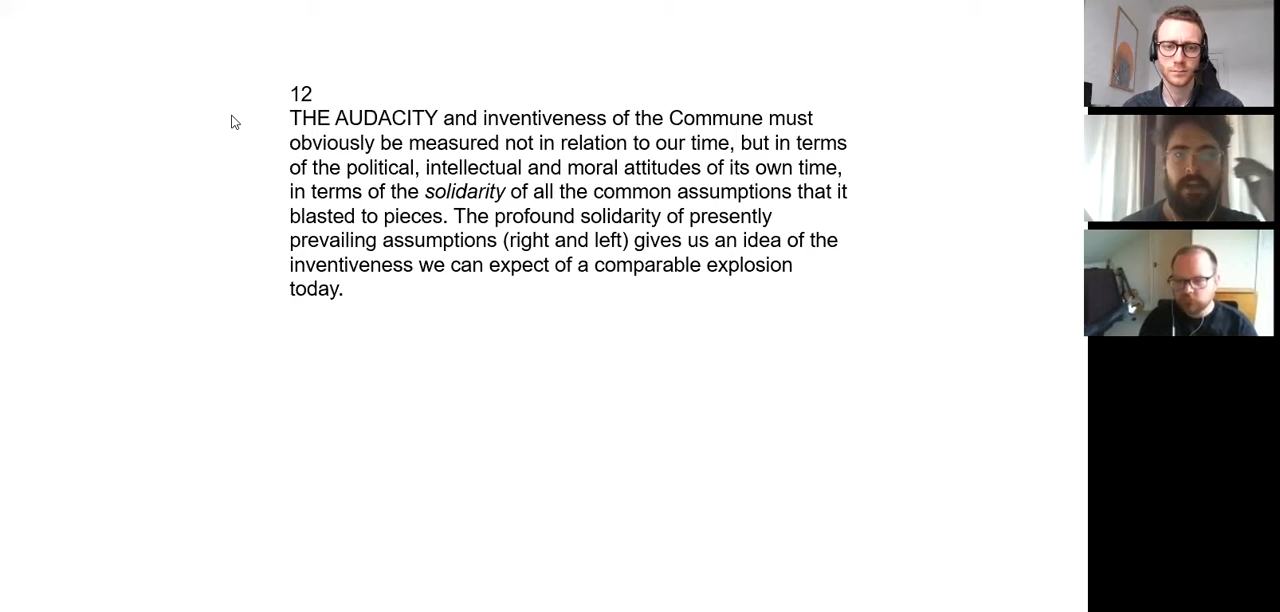 12
THE AUDACITY and inventiveness of the Commune must
obviously be measured not in relation to our time, but in terms
of the political, intellectual and moral attitudes of its own time,
in terms of the solidarity of all the common assumptions that it
blasted to pieces. The profound solidarity of presently
prevailing assumptions (right and left) gives us an idea of the
inventiveness we can expect of a comparable explosion
today.